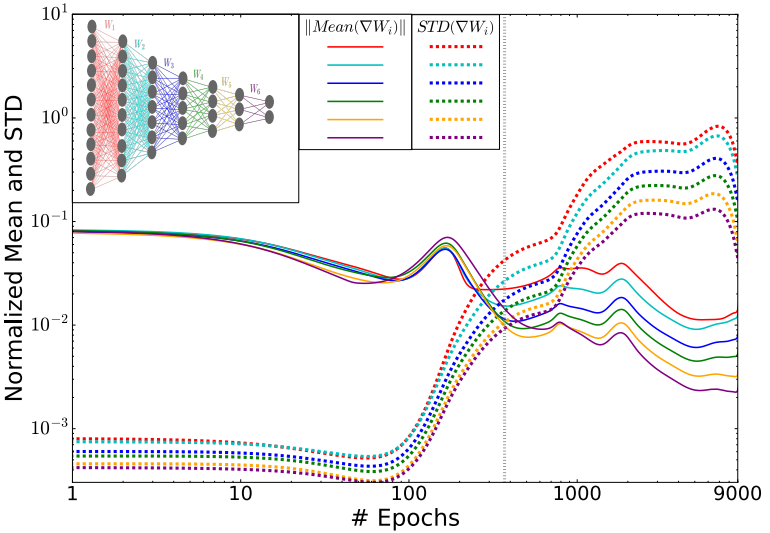 ‖Mean(∇W_i)‖ STD(∇W_i)
W_1
W_2
W_3
W_4
W_5
W_6
Normalized Mean and STD
10^1
10^0
10^{-1}
10^{-2}
10^{-3}
1 10 100 1000 9000
# Epochs